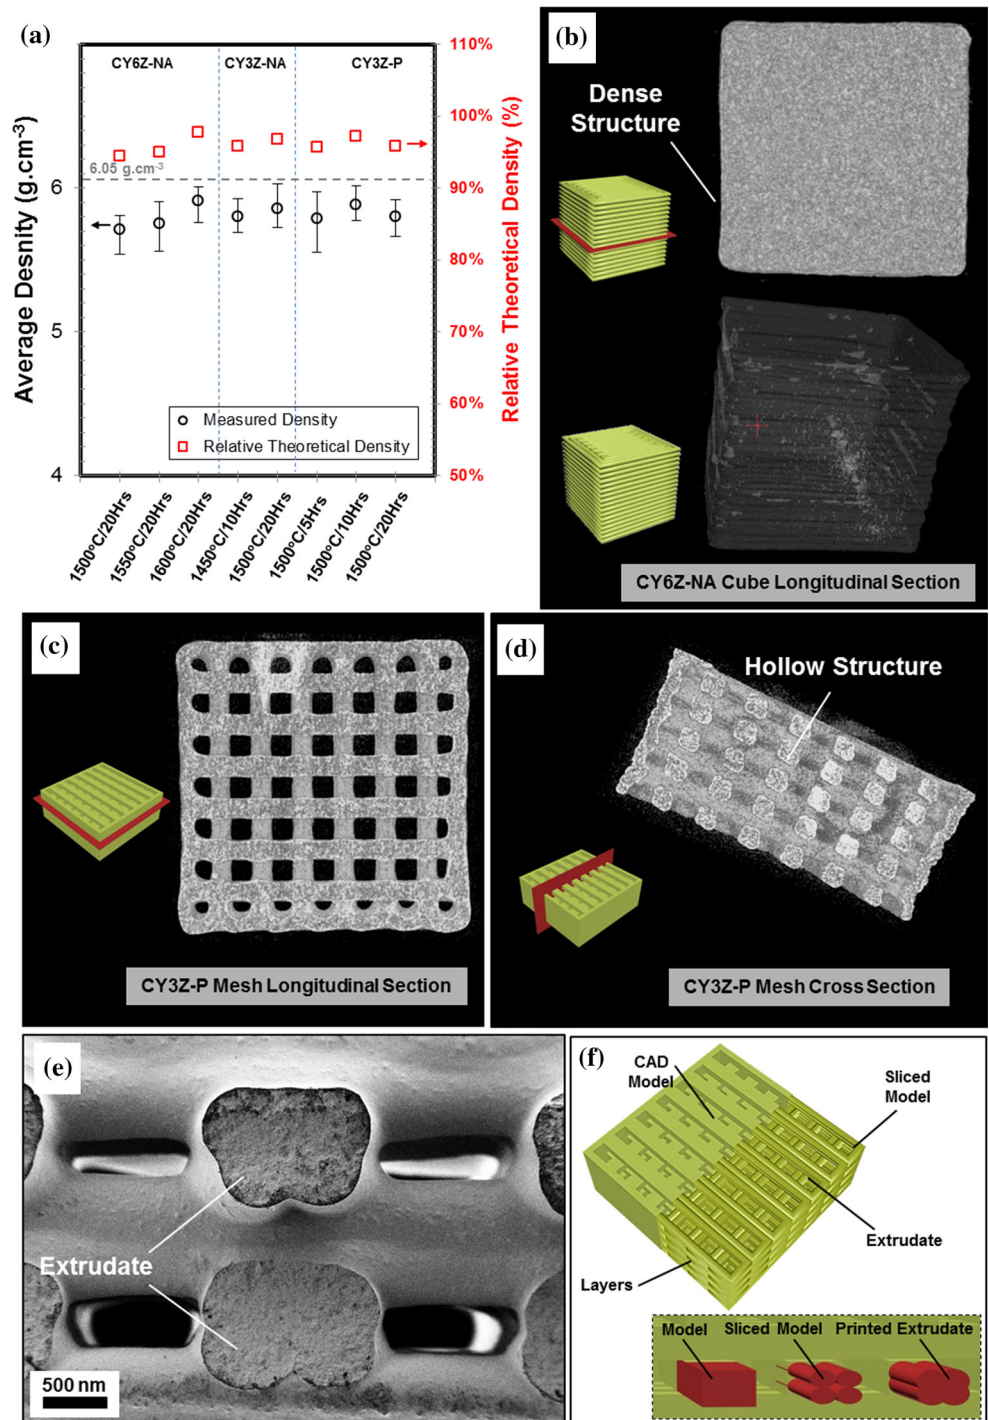 (a)
110%
CY6Z-NA
CY3Z-NA
CY3Z-P
6
100%
6.05 g.cm-3
90%
80%
5
70%
60%
Measured Density
Relative Theoretical Density
4
50%
Average Desnity (g.cm-3)
Relative Theoretical Density (%)
1500°C/20Hrs
1550°C/20Hrs
1600°C/20Hrs
1450°C/10Hrs
1500°C/20Hrs
1500°C/5Hrs
1500°C/10Hrs
1500°C/20Hrs
(b)
Dense
Structure
CY6Z-NA Cube Longitudinal Section
(c)
CY3Z-P Mesh Longitudinal Section
(d)
Hollow Structure
CY3Z-P Mesh Cross Section
(e)
Extrudate
500 nm
(f)
CAD
Model
Sliced
Model
Extrudate
Layers
Model
Sliced Model
Printed Extrudate